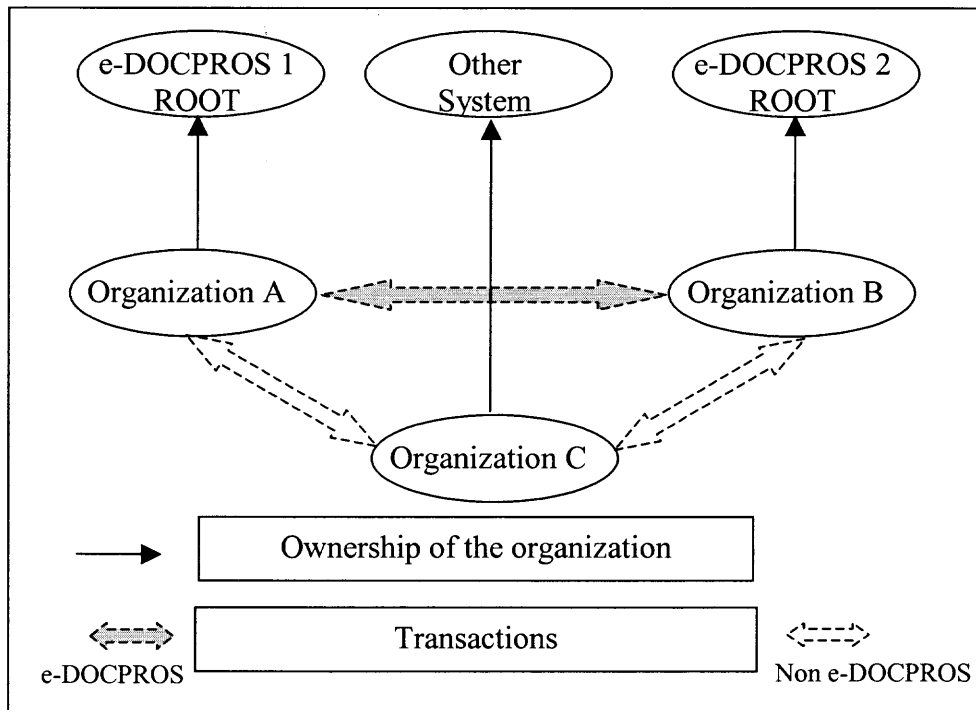 e-DOCPROS 1
ROOT
Other
System
e-DOCPROS 2
ROOT
Organization A
Organization B
Organization C
Ownership of the organization
Transactions
e-DOCPROS
Non e-DOCPROS